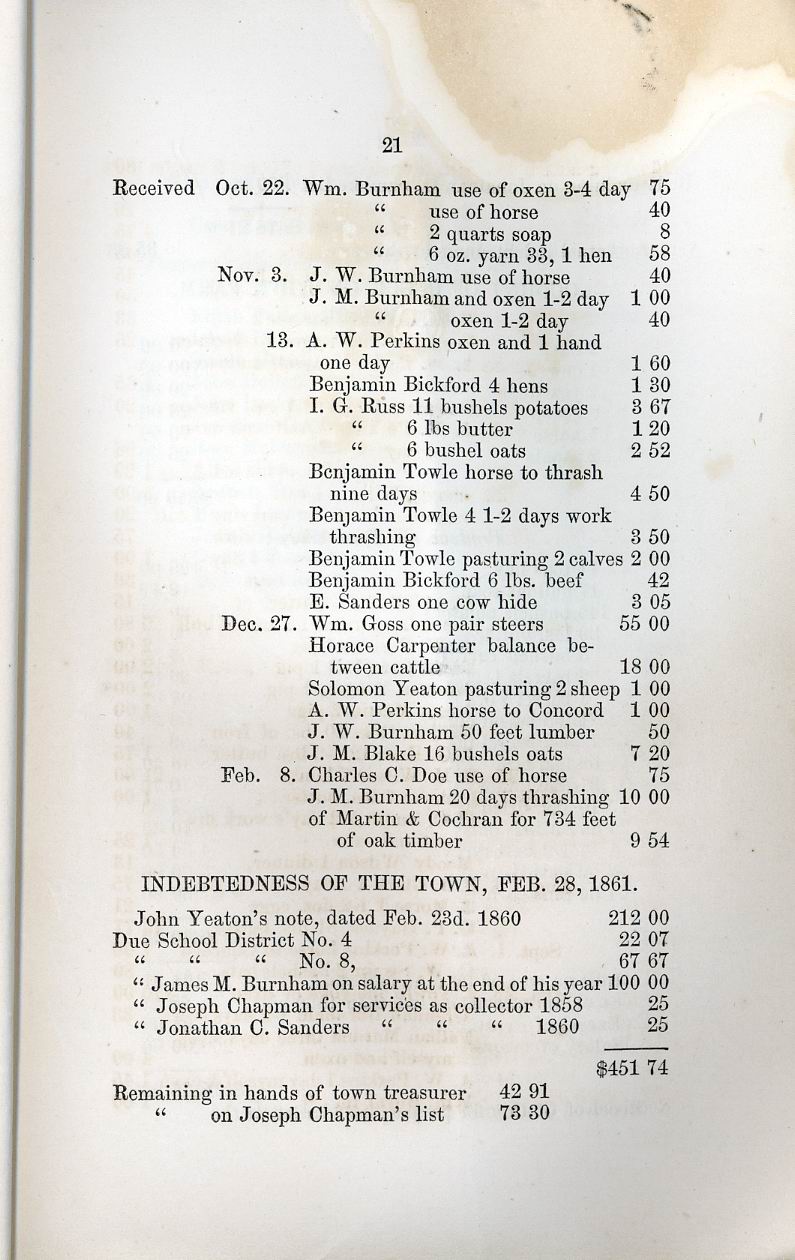 21
Received Oct. 22. Wm. Burnham use of oxen 3-4 day 75
“ use of horse 40
“ 2 quarts soap 8
“ 6 oz. yarn 33, 1 hen 58
Nov. 3. J. W. Burnham use of horse 40
J. M. Burnham and oxen 1-2 day 1 00
“ oxen 1-2 day 40
13. A. W. Perkins oxen and 1 hand
one day 1 60
Benjamin Bickford 4 hens 1 30
I. G. Russ 11 bushels potatoes 3 67
“ 6 lbs butter 1 20
“ 6 bushel oats 2 52
Benjamin Towle horse to thrash
nine days 4 50
Benjamin Towle 4 1-2 days work
thrashing 3 50
Benjamin Towle pasturing 2 calves 2 00
Benjamin Bickford 6 lbs. beef 42
E. Sanders one cow hide 3 05
Dec. 27. Wm. Goss one pair steers 55 00
Horace Carpenter balance be-
tween cattle 18 00
Solomon Yeaton pasturing 2 sheep 1 00
A. W. Perkins horse to Concord 1 00
J. W. Burnham 50 feet lumber 50
J. M. Blake 16 bushels oats 7 20
Feb. 8. Charles C. Doe use of horse 75
J. M. Burnham 20 days thrashing 10 00
of Martin & Cochran for 734 feet
of oak timber 9 54
INDEBTEDNESS OF THE TOWN, FEB. 28, 1861.
John Yeaton’s note, dated Feb. 23d. 1860 212 00
Due School District No. 4 22 07
“ “ “ No. 8, 67 67
“ James M. Burnham on salary at the end of his year 100 00
“ Joseph Chapman for services as collector 1858 25
“ Jonathan C. Sanders “ “ “ 1860 25
$451 74
Remaining in hands of town treasurer 42 91
“ on Joseph Chapman’s list 73 30